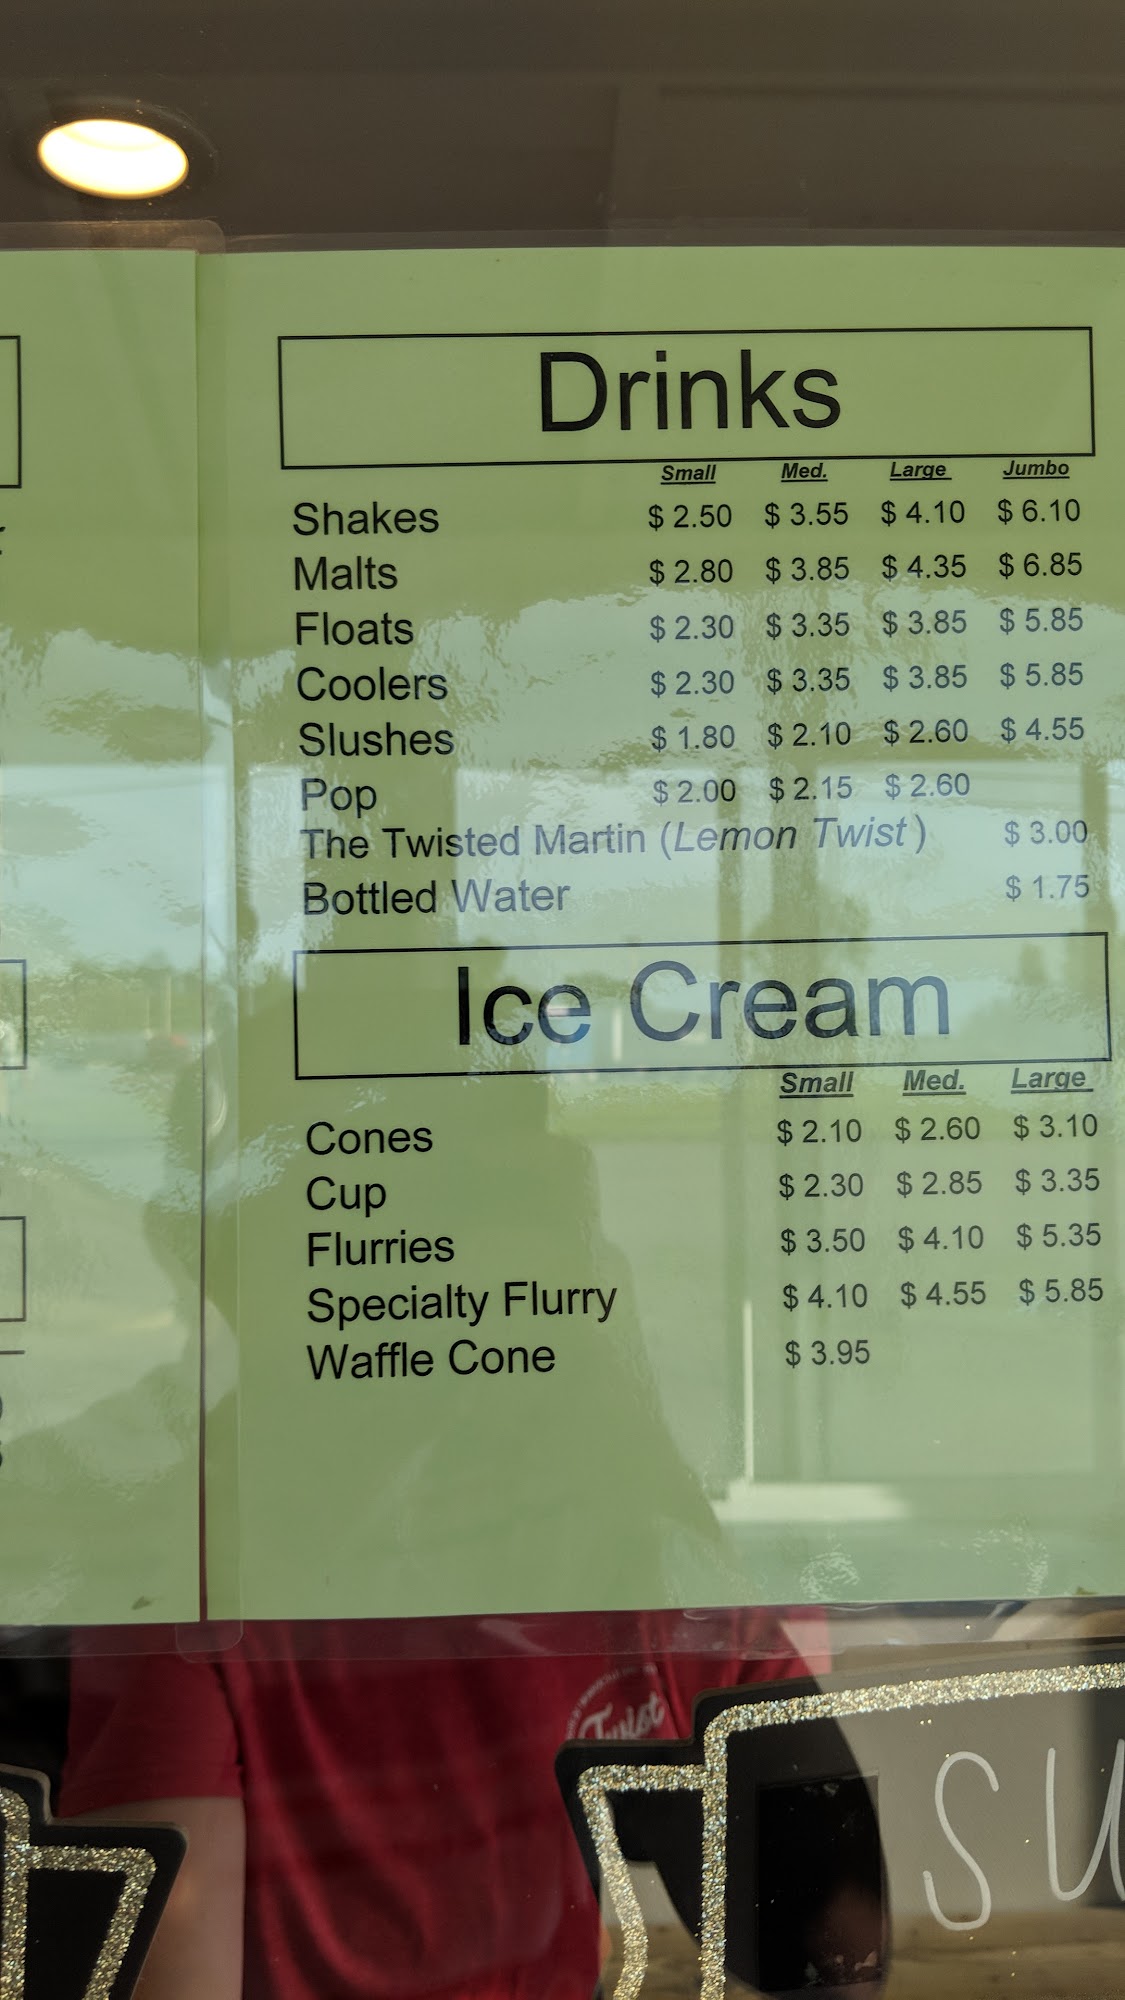 Drinks
Small Med. Large Jumbo
Shakes $ 2.50 $ 3.55 $ 4.10 $ 6.10
Malts $ 2.80 $ 3.85 $ 4.35 $ 6.85
Floats $ 2.30 $ 3.35 $ 3.85 $ 5.85
Coolers $ 2.30 $ 3.35 $ 3.85 $ 5.85
Slushes $ 1.80 $ 2.10 $ 2.60 $ 4.55
Pop $ 2.00 $ 2.15 $ 2.60
The Twisted Martin (Lemon Twist) $ 3.00
Bottled Water $ 1.75
Ice Cream
Small Med. Large
Cones $ 2.10 $ 2.60 $ 3.10
Cup $ 2.30 $ 2.85 $ 3.35
Flurries $ 3.50 $ 4.10 $ 5.35
Specialty Flurry $ 4.10 $ 4.55 $ 5.85
Waffle Cone $ 3.95
Twist
SU